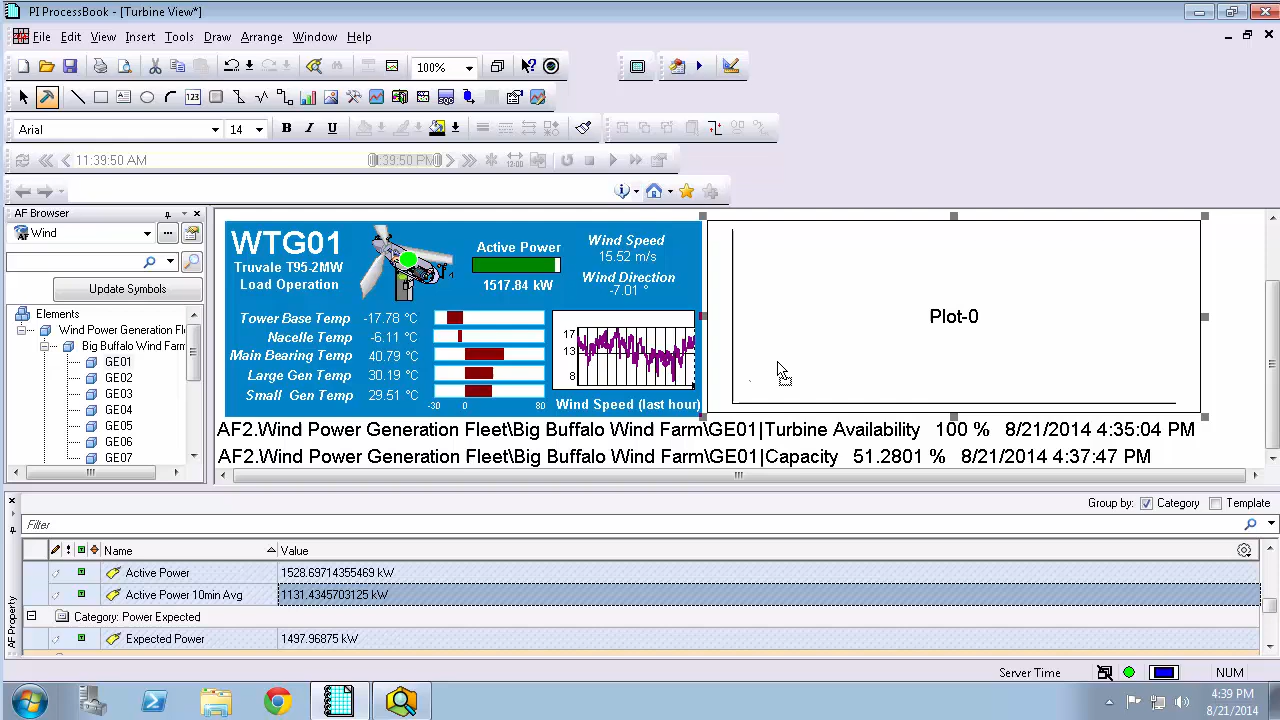 PI ProcessBook - [Turbine View*]
File Edit View Insert Tools Draw Arrange Window Help
100%
123
Arial 14 B I U
12:00
11:39:50 AM :39:50 PM
AF Browser
Wind
Update Symbols
Elements
Wind Power Generation Fl
Big Buffalo Wind Farm
GE01
GE02
GE03
GE04
GE05
GE06
GE07
WTG01
Truvale T95-2MW
Load Operation
Active Power
1517.84 kW
Wind Speed
15.52 m/s
Wind Direction
-7.01 °
Tower Base Temp -17.78 °C
Nacelle Temp -6.11 °C
Main Bearing Temp 40.79 °C
Large Gen Temp 30.19 °C
Small Gen Temp 29.51 °C
-30 0 80
17
13
8
Wind Speed (last hour)
Plot-0
AF2.Wind Power Generation Fleet\Big Buffalo Wind Farm\GE01|Turbine Availability 100 % 8/21/2014 4:35:04 PM
AF2.Wind Power Generation Fleet\Big Buffalo Wind Farm\GE01|Capacity 51.2801 % 8/21/2014 4:37:47 PM
Group by: Category Template
Filter
Name Value
Active Power 1528.69714355469 kW
Active Power 10min Avg 1131.4345703125 kW
Category: Power Expected
Expected Power 1497.96875 kW
AF Property
Server Time NUM
4:39 PM
8/21/2014